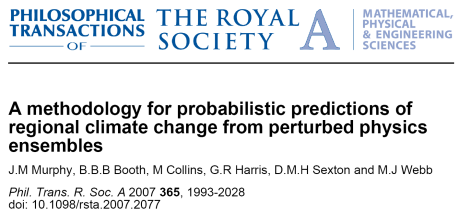 PHILOSOPHICAL
TRANSACTIONS
OF
THE ROYAL
SOCIETY
A
MATHEMATICAL,
PHYSICAL
& ENGINEERING
SCIENCES
A methodology for probabilistic predictions of
regional climate change from perturbed physics
ensembles
J.M Murphy, B.B.B Booth, M Collins, G.R Harris, D.M.H Sexton and M.J Webb
Phil. Trans. R. Soc. A 2007 365, 1993-2028
doi: 10.1098/rsta.2007.2077